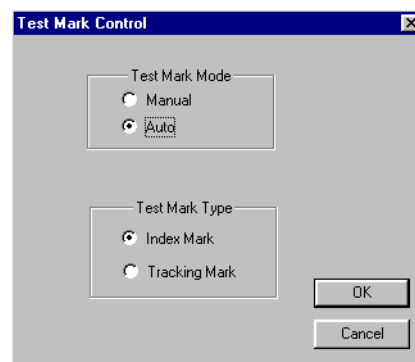 Test Mark Control
Test Mark Mode
Manual
Auto
Test Mark Type
Index Mark
Tracking Mark
OK
Cancel